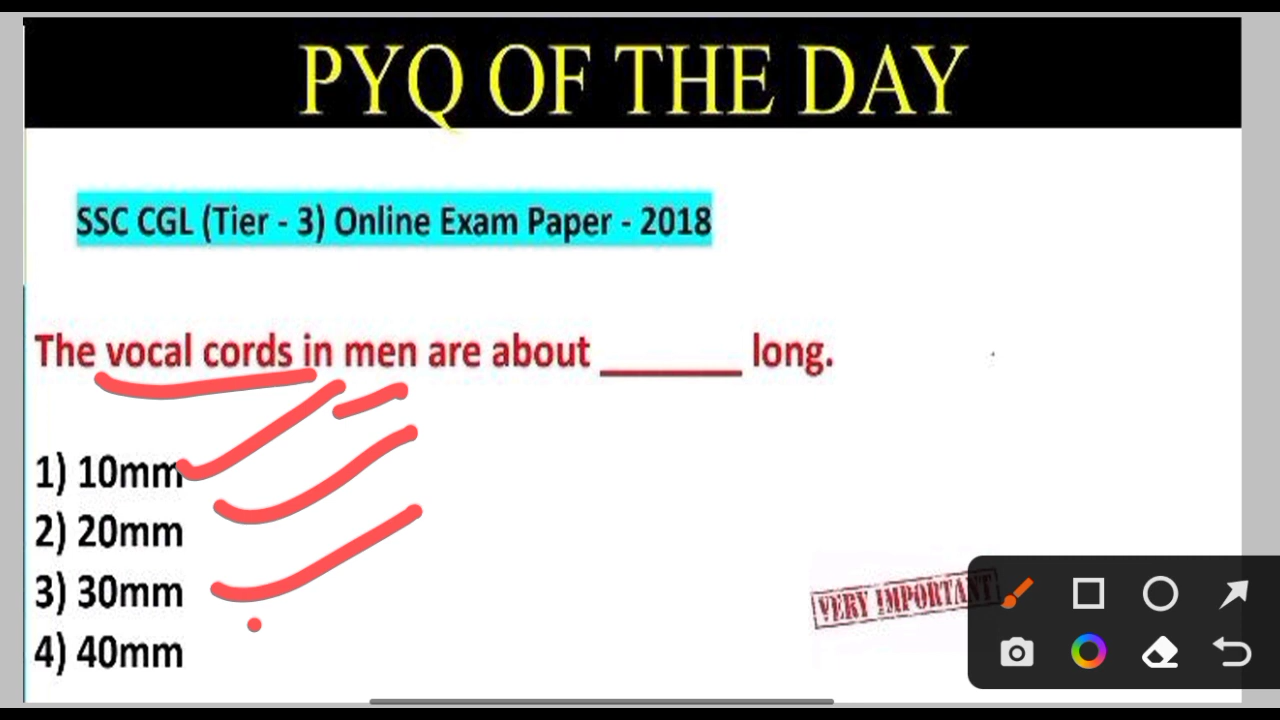 PYQ OF THE DAY
SSC CGL (Tier - 3) Online Exam Paper - 2018
The vocal cords in men are about _______ long.
1) 10mm
2) 20mm
3) 30mm
4) 40mm
VERY IMPORTANT